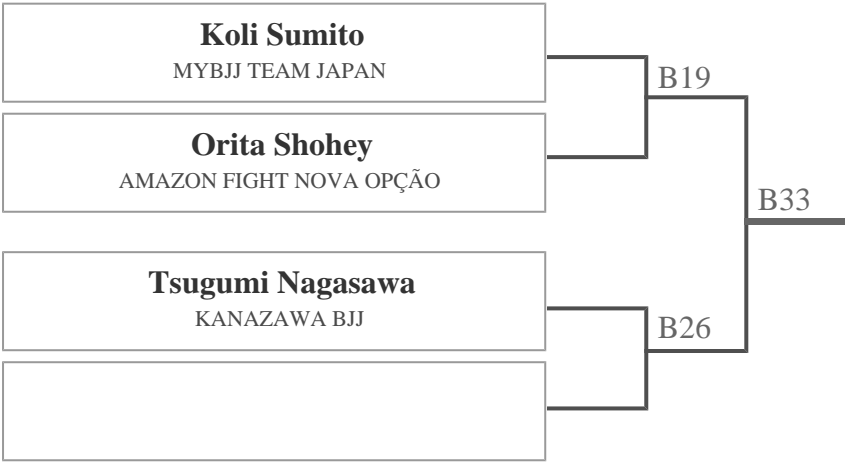 Koli Sumito
MYBJJ TEAM JAPAN
B19
Orita Shohey
AMAZON FIGHT NOVA OPÇÃO
B33
Tsugumi Nagasawa
KANAZAWA BJJ
B26